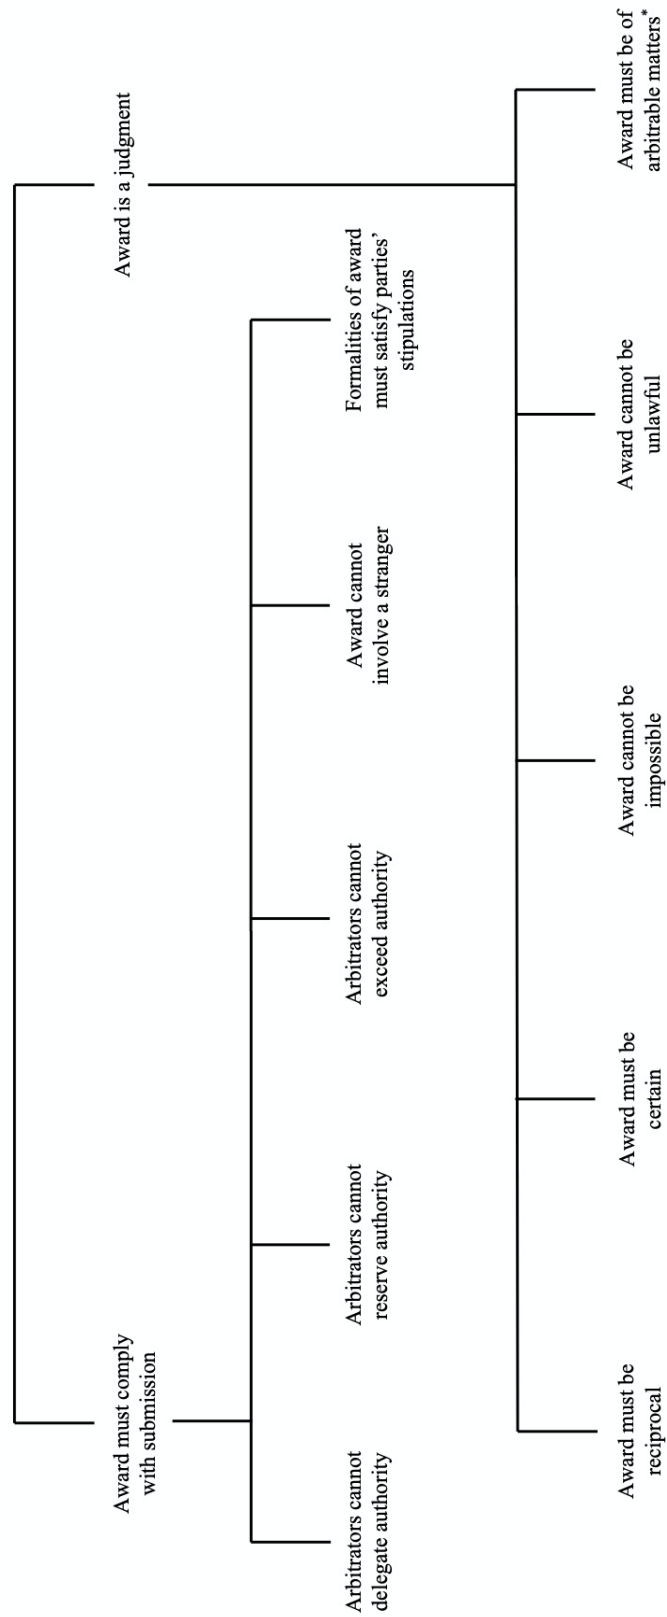 Award must comply
with submission
Award is a judgment
Arbitrators cannot
delegate authority
Arbitrators cannot
reserve authority
Arbitrators cannot
exceed authority
Award cannot
involve a stranger
Formalities of award
must satisfy parties’
stipulations
Award must be
reciprocal
Award must be
certain
Award cannot be
impossible
Award cannot be
unlawful
Award must be of
arbitrable matters*